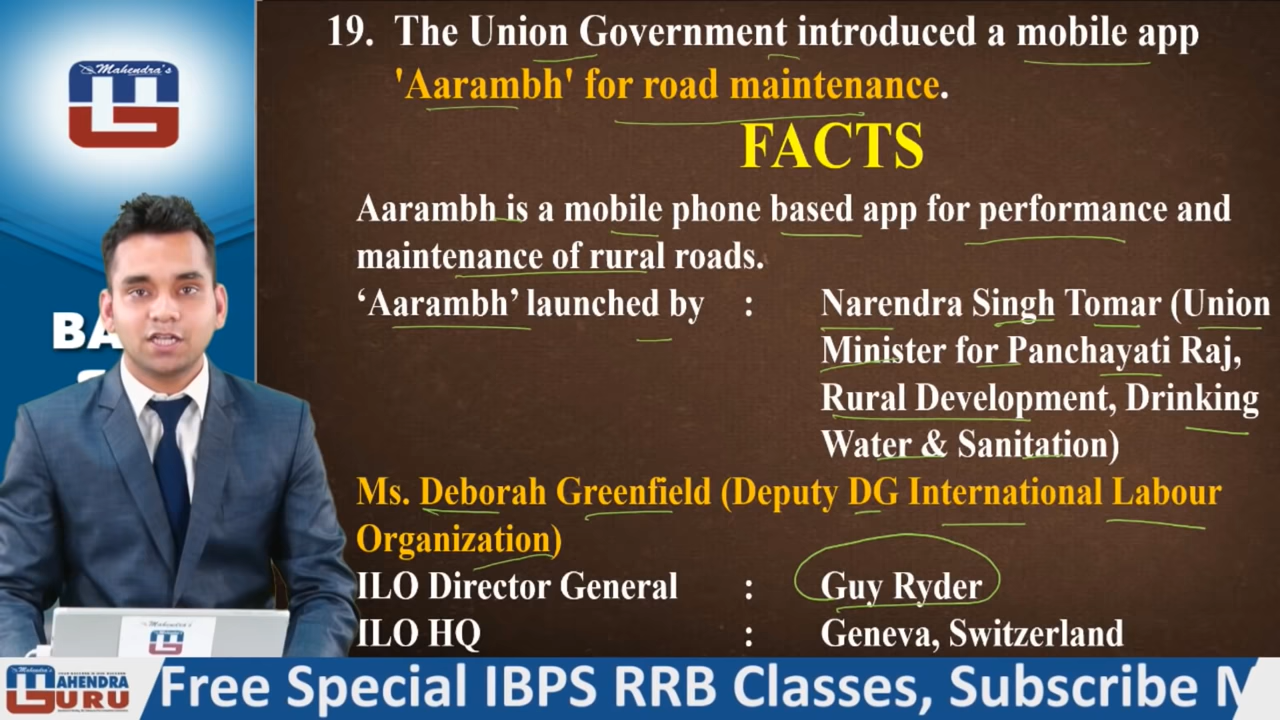 19. The Union Government introduced a mobile app
'Aarambh' for road maintenance.
FACTS
Aarambh is a mobile phone based app for performance and
maintenance of rural roads.
‘Aarambh’ launched by : Narendra Singh Tomar (Union
Minister for Panchayati Raj,
Rural Development, Drinking
Water & Sanitation)
Ms. Deborah Greenfield (Deputy DG International Labour
Organization)
ILO Director General : Guy Ryder
ILO HQ : Geneva, Switzerland
Mahendra's
BA
Mahendra's
MAHENDRA
GURU
Free Special IBPS RRB Classes, Subscribe